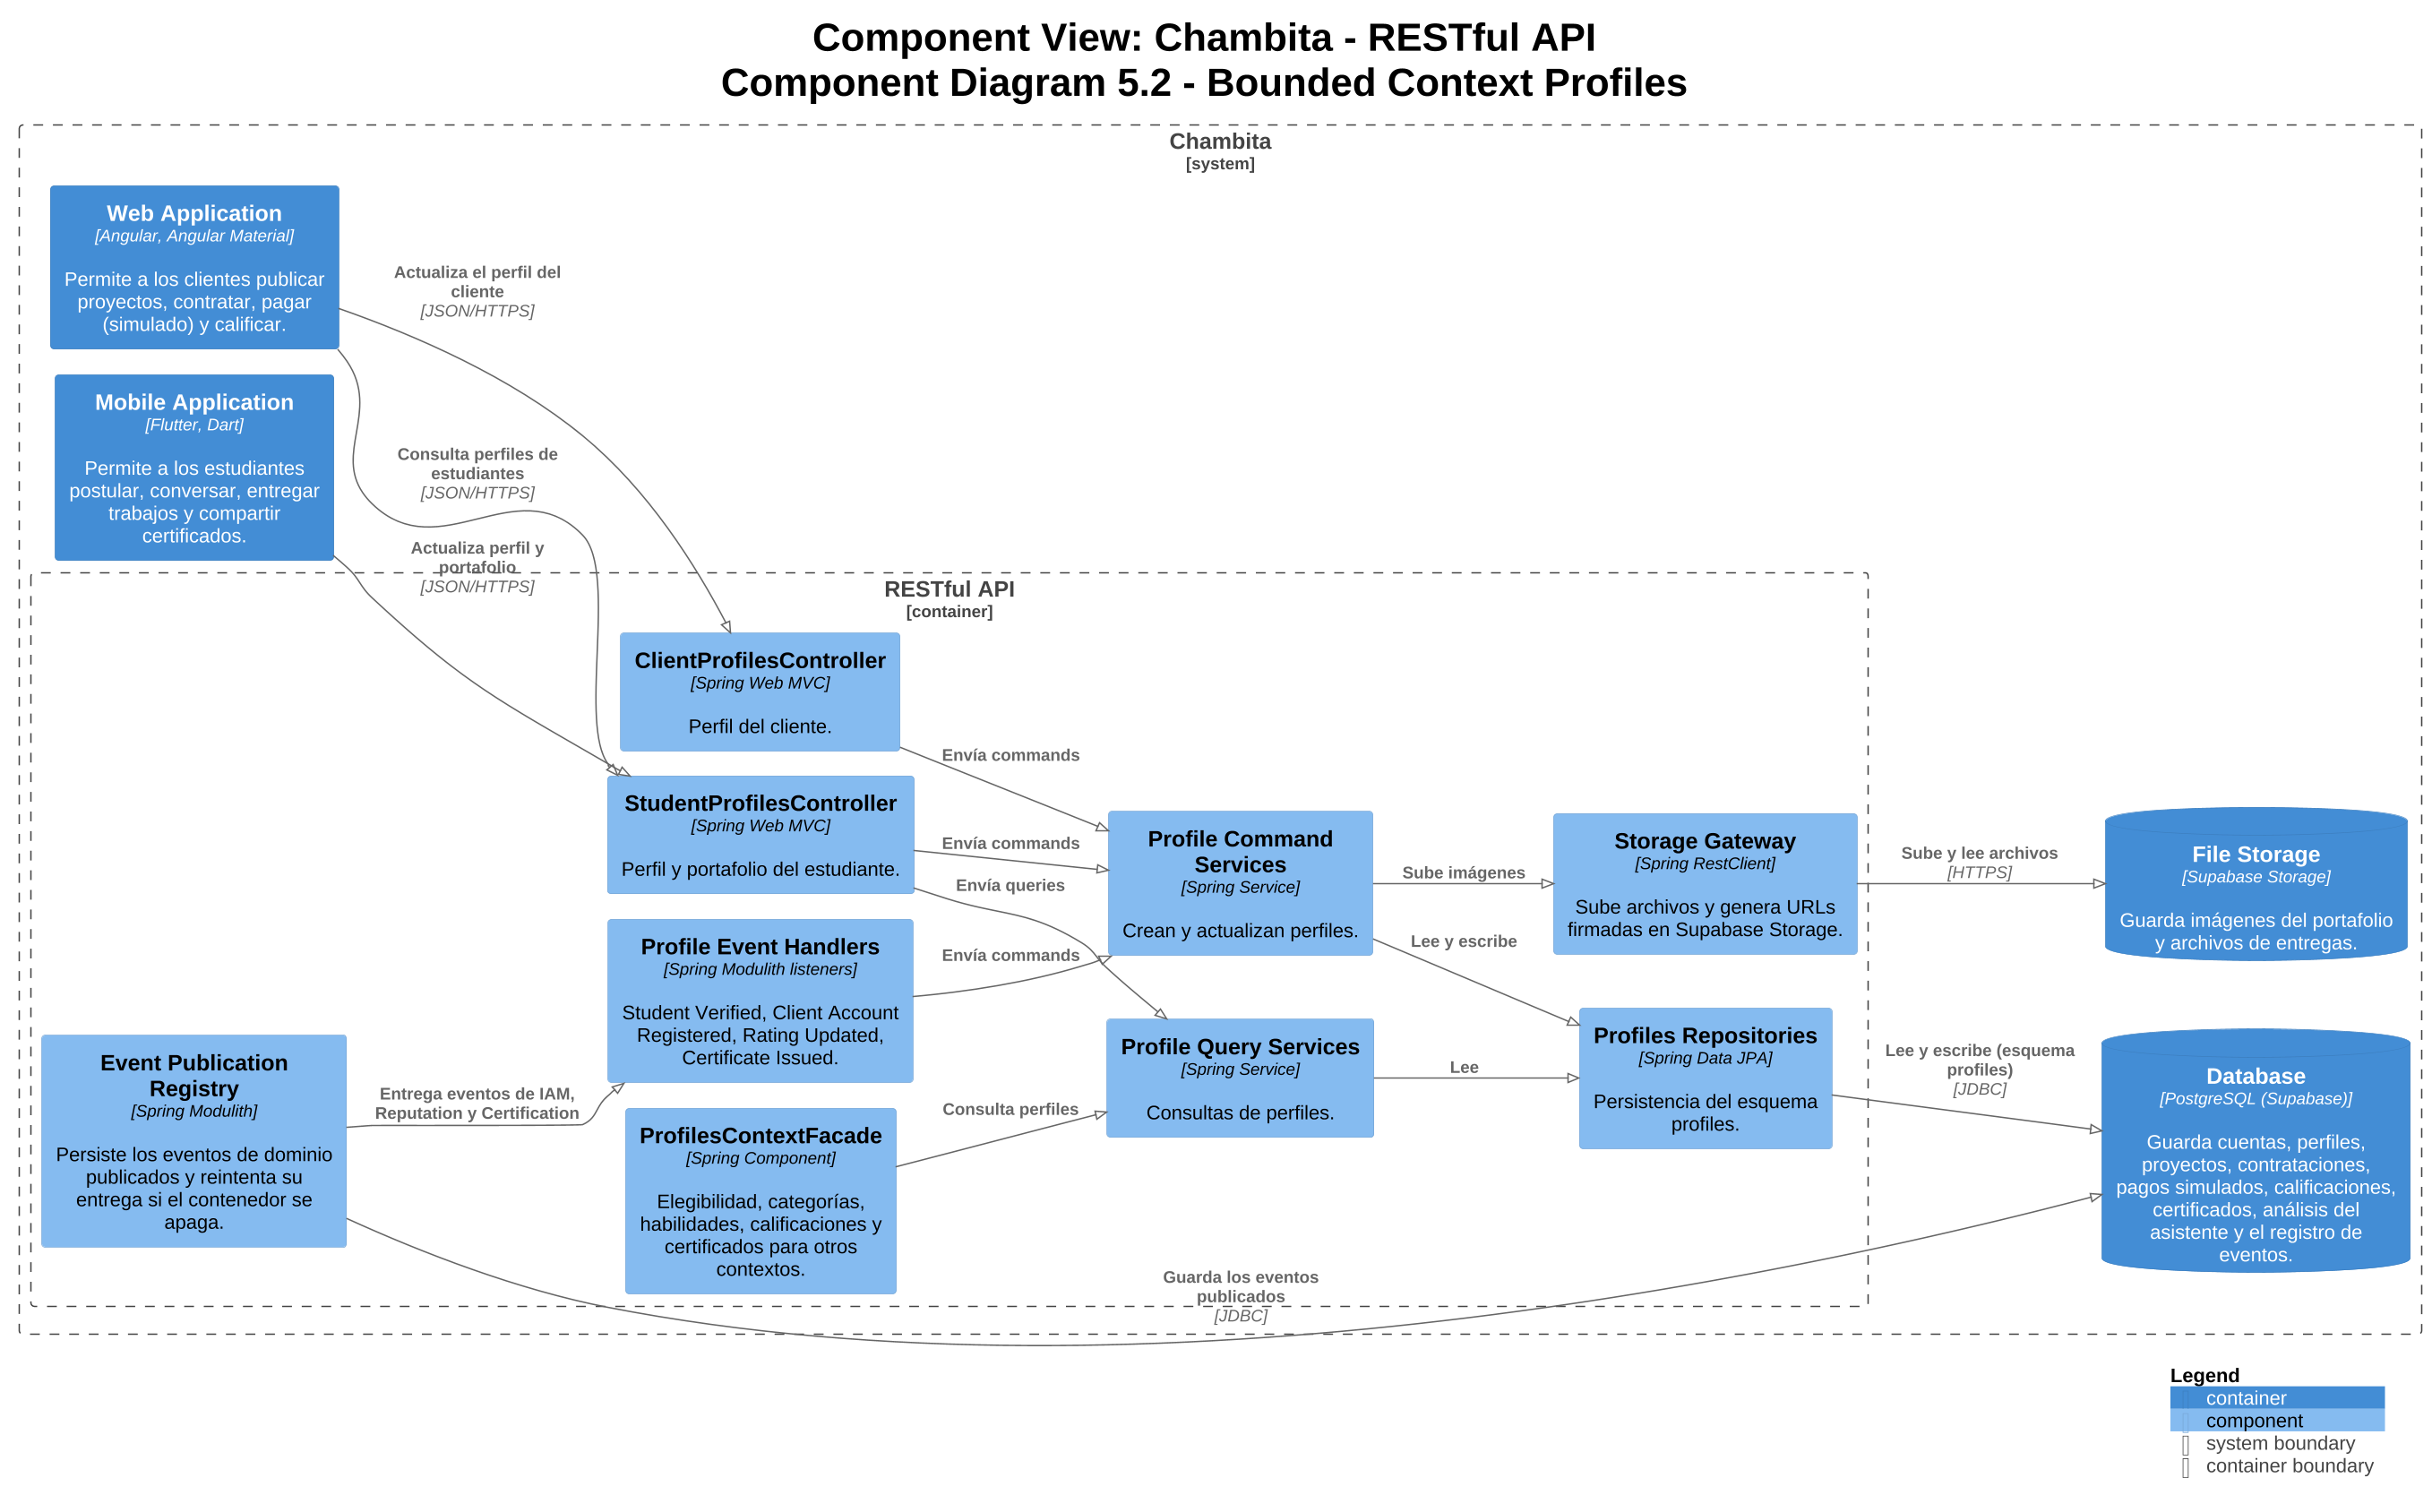 Component View: Chambita - RESTful API
Component Diagram 5.2 - Bounded Context Profiles
Chambita
[system]
Web Application
[Angular, Angular Material]
Permite a los clientes publicar
proyectos, contratar, pagar
(simulado) y calificar.
Actualiza el perfil del
cliente
[JSON/HTTPS]
Mobile Application
[Flutter, Dart]
Permite a los estudiantes
postular, conversar, entregar
trabajos y compartir
certificados.
Consulta perfiles de
estudiantes
[JSON/HTTPS]
Actualiza perfil y
portafolio
[JSON/HTTPS]
RESTful API
[container]
ClientProfilesController
[Spring Web MVC]
Perfil del cliente.
Envía commands
StudentProfilesController
[Spring Web MVC]
Perfil y portafolio del estudiante.
Envía commands
Envía queries
Profile Command
Services
[Spring Service]
Crean y actualizan perfiles.
Sube imágenes
Lee y escribe
Storage Gateway
[Spring RestClient]
Sube archivos y genera URLs
firmadas en Supabase Storage.
Sube y lee archivos
[HTTPS]
File Storage
[Supabase Storage]
Guarda imágenes del portafolio
y archivos de entregas.
Profile Event Handlers
[Spring Modulith listeners]
Student Verified, Client Account
Registered, Rating Updated,
Certificate Issued.
Envía commands
Event Publication
Registry
[Spring Modulith]
Persiste los eventos de dominio
publicados y reintenta su
entrega si el contenedor se
apaga.
Entrega eventos de IAM,
Reputation y Certification
ProfilesContextFacade
[Spring Component]
Elegibilidad, categorías,
habilidades, calificaciones y
certificados para otros
contextos.
Consulta perfiles
Profile Query Services
[Spring Service]
Consultas de perfiles.
Lee
Profiles Repositories
[Spring Data JPA]
Persistencia del esquema
profiles.
Lee y escribe (esquema
profiles)
[JDBC]
Database
[PostgreSQL (Supabase)]
Guarda cuentas, perfiles,
proyectos, contrataciones,
pagos simulados, calificaciones,
certificados, análisis del
asistente y el registro de
eventos.
Guarda los eventos
publicados
[JDBC]
Legend
container
component
system boundary
container boundary